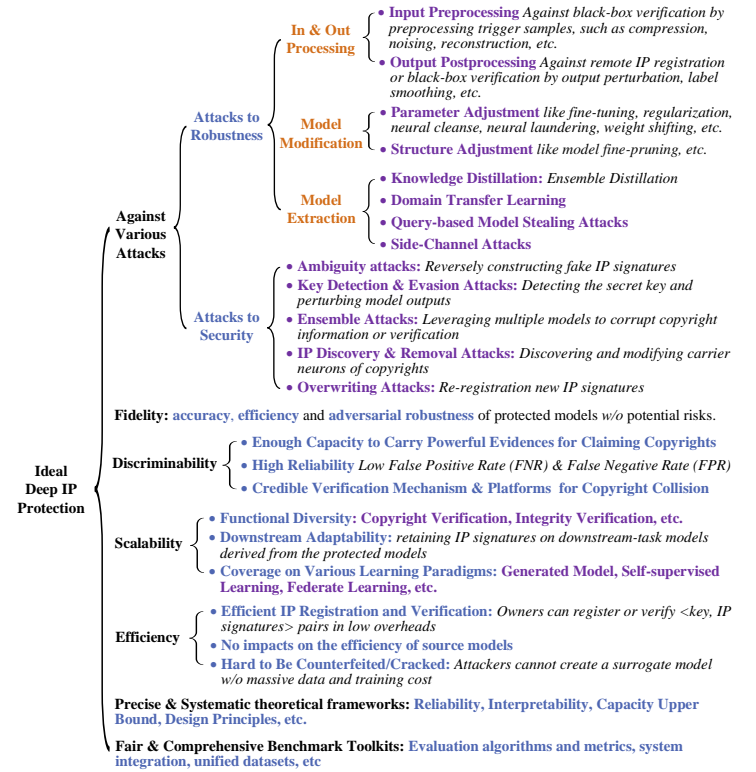 Ideal
Deep IP
Protection
Against
Various
Attacks
Attacks to
Robustness
In & Out
Processing
• Input Preprocessing Against black-box verification by
preprocessing trigger samples, such as compression,
noising, reconstruction, etc.
• Output Postprocessing Against remote IP registration
or black-box verification by output perturbation, label
smoothing, etc.
Model
Modification
• Parameter Adjustment like fine-tuning, regularization,
neural cleanse, neural laundering, weight shifting, etc.
• Structure Adjustment like model fine-pruning, etc.
Model
Extraction
• Knowledge Distillation: Ensemble Distillation
• Domain Transfer Learning
• Query-based Model Stealing Attacks
• Side-Channel Attacks
Attacks to
Security
• Ambiguity attacks: Reversely constructing fake IP signatures
• Key Detection & Evasion Attacks: Detecting the secret key and
perturbing model outputs
• Ensemble Attacks: Leveraging multiple models to corrupt copyright
information or verification
• IP Discovery & Removal Attacks: Discovering and modifying carrier
neurons of copyrights
• Overwriting Attacks: Re-registration new IP signatures
Fidelity: accuracy, efficiency and adversarial robustness of protected models w/o potential risks.
Discriminability
• Enough Capacity to Carry Powerful Evidences for Claiming Copyrights
• High Reliability Low False Positive Rate (FNR) & False Negative Rate (FPR)
• Credible Verification Mechanism & Platforms for Copyright Collision
Scalability
• Functional Diversity: Copyright Verification, Integrity Verification, etc.
• Downstream Adaptability: retaining IP signatures on downstream-task models
derived from the protected models
• Coverage on Various Learning Paradigms: Generated Model, Self-supervised
Learning, Federate Learning, etc.
Efficiency
• Efficient IP Registration and Verification: Owners can register or verify <key, IP
signatures> pairs in low overheads
• No impacts on the efficiency of source models
• Hard to Be Counterfeited/Cracked: Attackers cannot create a surrogate model
w/o massive data and training cost
Precise & Systematic theoretical frameworks: Reliability, Interpretability, Capacity Upper
Bound, Design Principles, etc.
Fair & Comprehensive Benchmark Toolkits: Evaluation algorithms and metrics, system
integration, unified datasets, etc